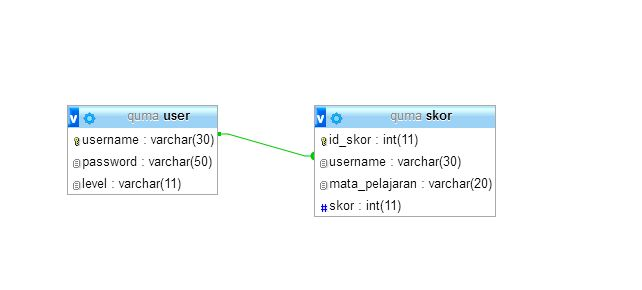 v quma user
username : varchar(30)
password : varchar(50)
level : varchar(11)
v quma skor
id_skor : int(11)
username : varchar(30)
mata_pelajaran : varchar(20)
# skor : int(11)